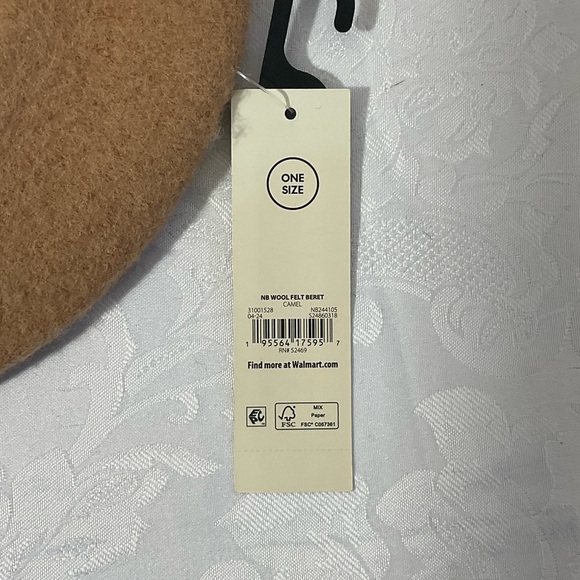 ONE
SIZE
NB WOOL FELT BERET
CAMEL
31001528 NB244105
04-24 S24860318
1 95564 17595 7
RN# 52469
Find more at Walmart.com
FSC
MIX
Paper
FSC® C057361